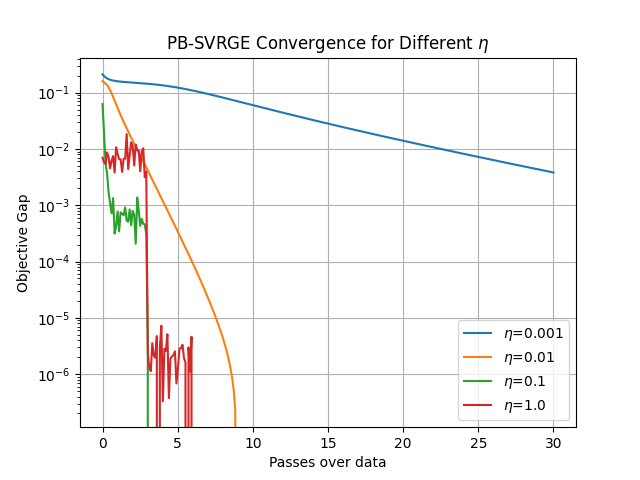 PB-SVRGE Convergence for Different η
Objective Gap
10⁻¹
10⁻²
10⁻³
10⁻⁴
10⁻⁵
10⁻⁶
η=0.001
η=0.01
η=0.1
η=1.0
0 5 10 15 20 25 30
Passes over data